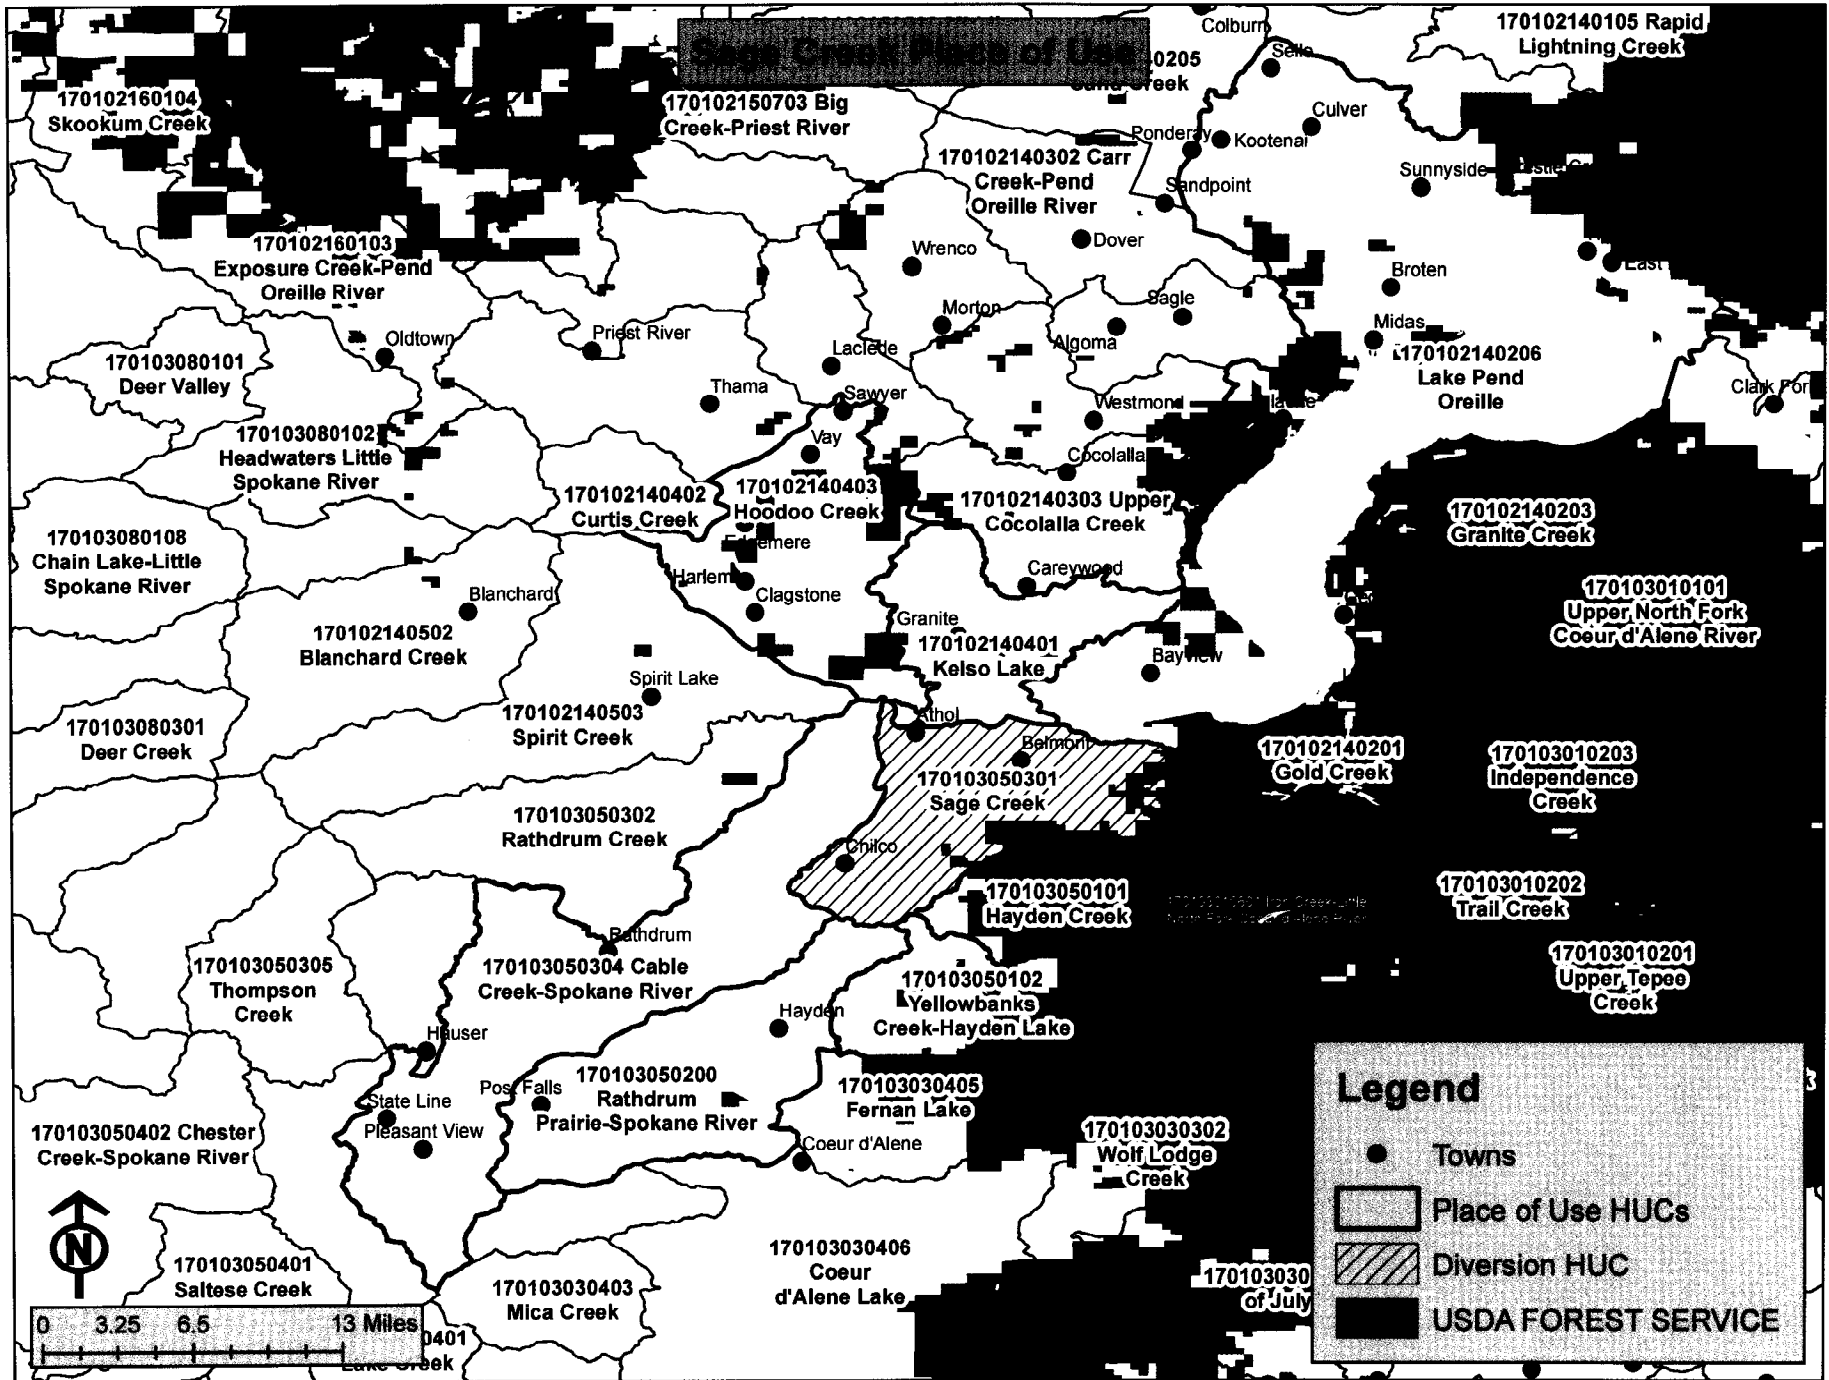 Sage Creek Place of Use
Colburn
170102140105 Rapid
Lightning Creek
Selle
0205
Creek
170102160104
Skookum Creek
170102150703 Big
Creek-Priest River
Culver
Ponderay
Kootenai
170102140302 Carr
Creek-Pend
Oreille River
Sunnyside
Sandpoint
170102160103
Exposure Creek-Pend
Oreille River
Wrenco
Dover
East
Broten
Morton
Sagle
Oldtown
Priest River
Midas
Algoma
Laclede
170103080101
Deer Valley
170102140206
Lake Pend
Oreille
Thama
Sawyer
Westmond
Clark Fork
Vay
170103080102
Headwaters Little
Spokane River
Cocolalla
170102140402
Curtis Creek
170102140403
Hoodoo Creek
170102140303 Upper
Cocolalla Creek
170102140203
Granite Creek
170103080108
Chain Lake-Little
Spokane River
Harlem
Careywood
170103010101
Upper North Fork
Coeur d'Alene River
Blanchard
Clagstone
Granite
170102140502
Blanchard Creek
170102140401
Kelso Lake
Bayview
Spirit Lake
170103080301
Deer Creek
170102140503
Spirit Creek
Athol
Belmont
170102140201
Gold Creek
170103010203
Independence
Creek
170103050301
Sage Creek
170103050302
Rathdrum Creek
Chilco
170103050101
Hayden Creek
170103010202
Trail Creek
Rathdrum
170103050305
Thompson
Creek
170103050304 Cable
Creek-Spokane River
170103050102
Yellowbanks
Creek-Hayden Lake
170103010201
Upper Tepee
Creek
Hayden
Hauser
Post Falls
170103050200
Rathdrum
Prairie-Spokane River
170103030405
Fernan Lake
State Line
Pleasant View
Coeur d'Alene
170103050402 Chester
Creek-Spokane River
170103030302
Wolf Lodge
Creek
N
170103050401
Saltese Creek
170103030403
Mica Creek
170103030406
Coeur
d'Alene Lake
170103030
of July
0 3.25 6.5 13 Miles
0401
Lake Creek
Legend
Towns
Place of Use HUCs
Diversion HUC
USDA FOREST SERVICE